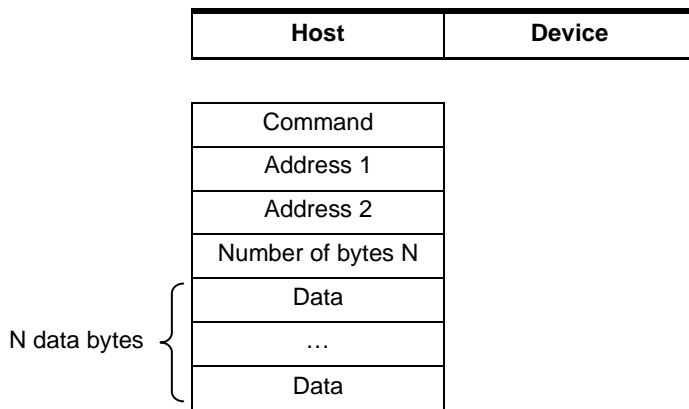 Host Device
Command
Address 1
Address 2
Number of bytes N
Data
N data bytes
…
Data